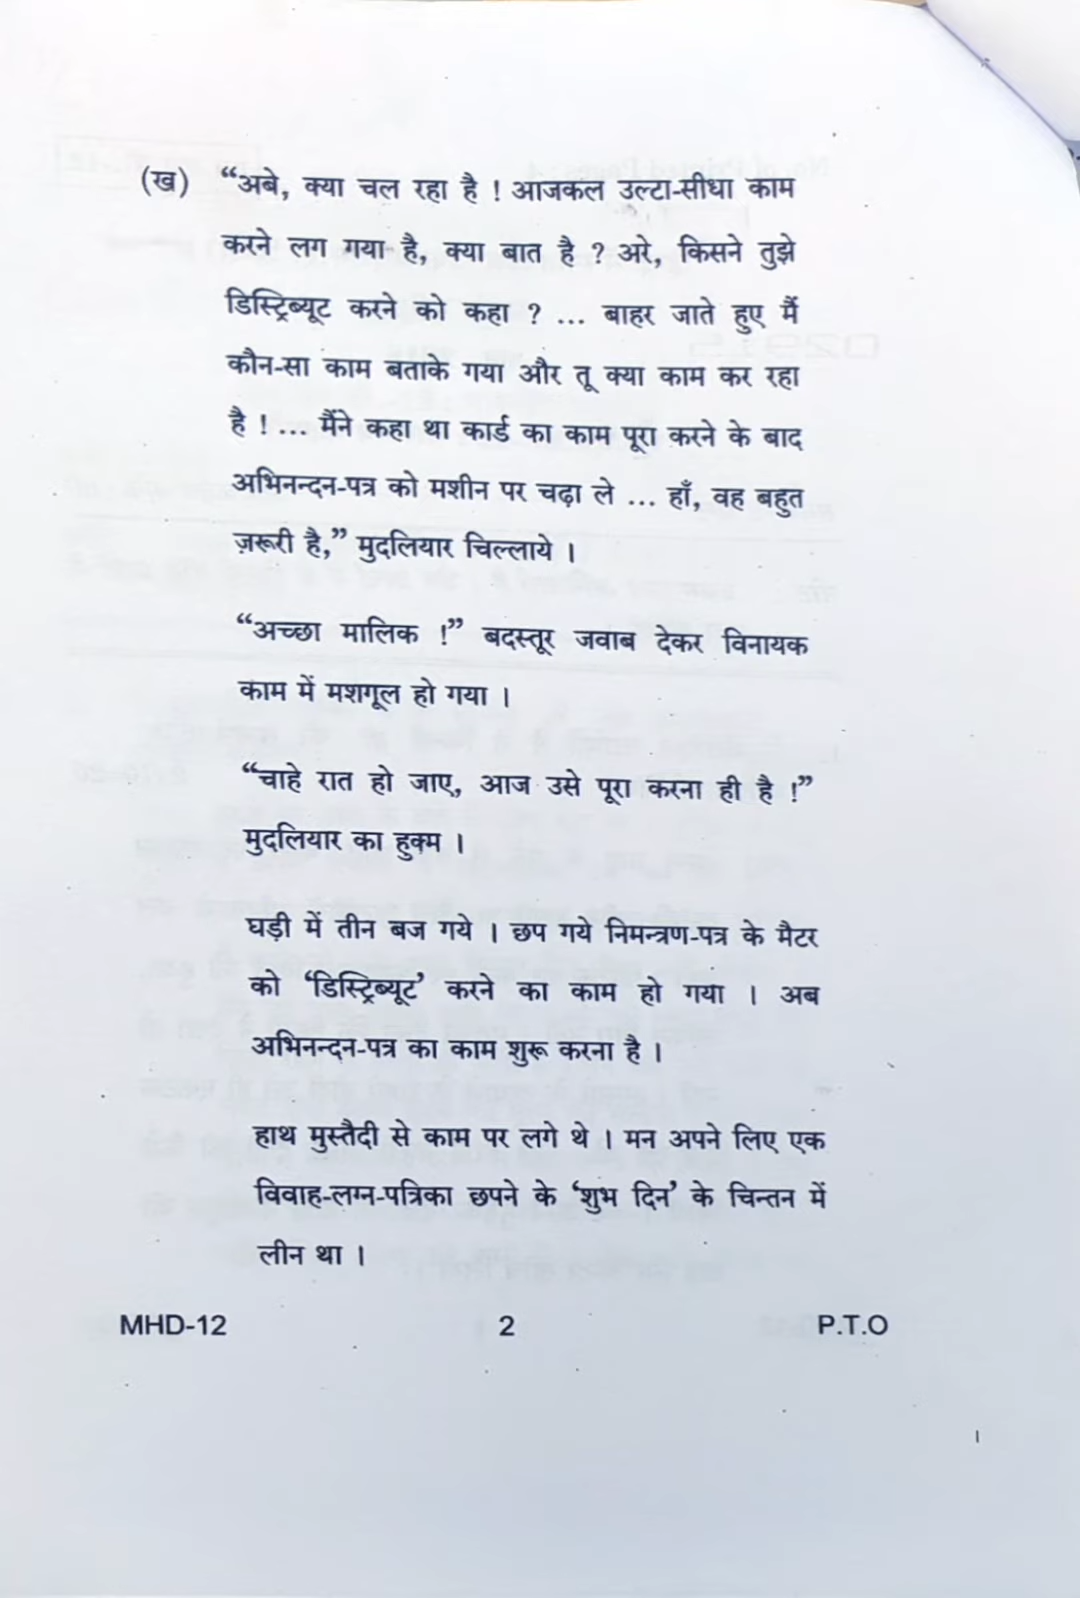 (ख) “अबे, क्या चल रहा है ! आजकल उल्टा-सीधा काम
करने लग गया है, क्या बात है ? अरे, किसने तुझे
डिस्ट्रिब्यूट करने को कहा ? ... बाहर जाते हुए मैं
कौन-सा काम बताके गया और तू क्या काम कर रहा
है ! ... मैंने कहा था कार्ड का काम पूरा करने के बाद
अभिनन्दन-पत्र को मशीन पर चढ़ा ले ... हाँ, वह बहुत
ज़रूरी है,” मुदलियार चिल्लाये ।
“अच्छा मालिक !” बदस्तूर जवाब देकर विनायक
काम में मशगूल हो गया ।
“चाहे रात हो जाए, आज उसे पूरा करना ही है !”
मुदलियार का हुक्म ।
घड़ी में तीन बज गये । छप गये निमन्त्रण-पत्र के मैटर
को ‘डिस्ट्रिब्यूट’ करने का काम हो गया । अब
अभिनन्दन-पत्र का काम शुरू करना है ।
हाथ मुस्तैदी से काम पर लगे थे । मन अपने लिए एक
विवाह-लग्न-पत्रिका छपने के ‘शुभ दिन’ के चिन्तन में
लीन था ।
MHD-12 2 P.T.O